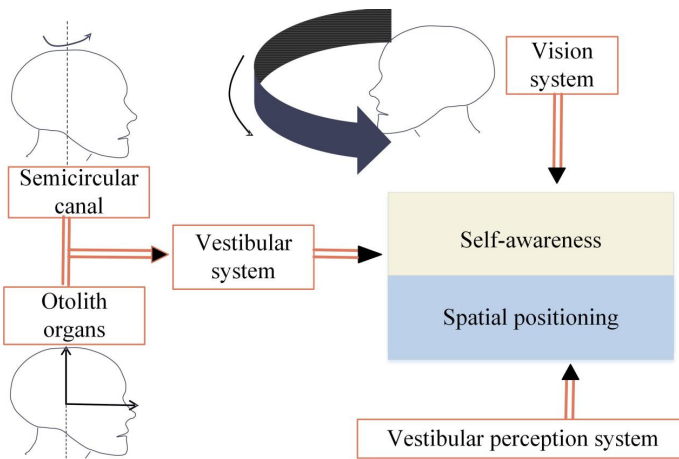 Vision
system
Semicircular
canal
Vestibular
system
Self-awareness
Otolith
organs
Spatial positioning
Vestibular perception system